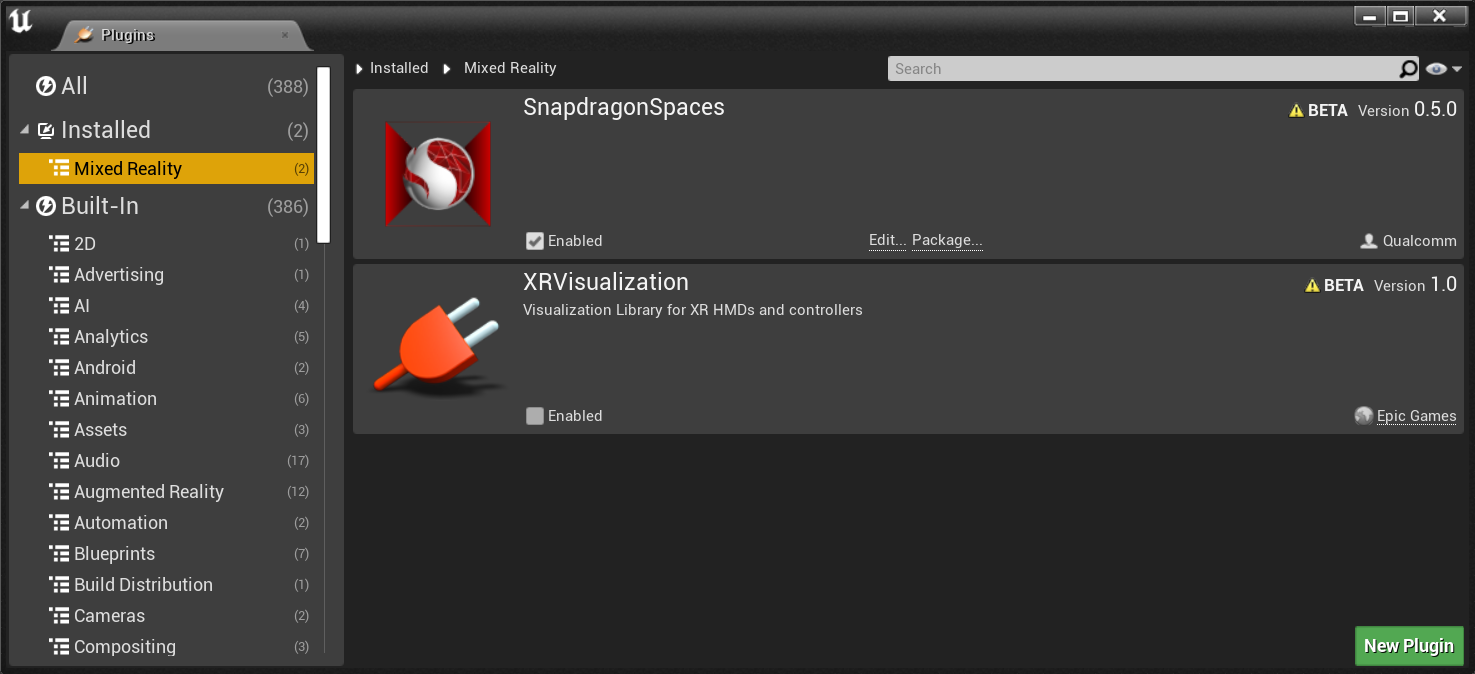 Plugins
All (388)
Installed (2)
Mixed Reality (2)
Built-In (386)
2D (1)
Advertising (1)
AI (4)
Analytics (5)
Android (2)
Animation (6)
Assets (3)
Audio (17)
Augmented Reality (12)
Automation (2)
Blueprints (7)
Build Distribution (1)
Cameras (2)
Compositing (3)
Installed Mixed Reality
Search
SnapdragonSpaces
BETA Version 0.5.0
Enabled
Edit... Package...
Qualcomm
XRVisualization
BETA Version 1.0
Visualization Library for XR HMDs and controllers
Enabled
Epic Games
New Plugin